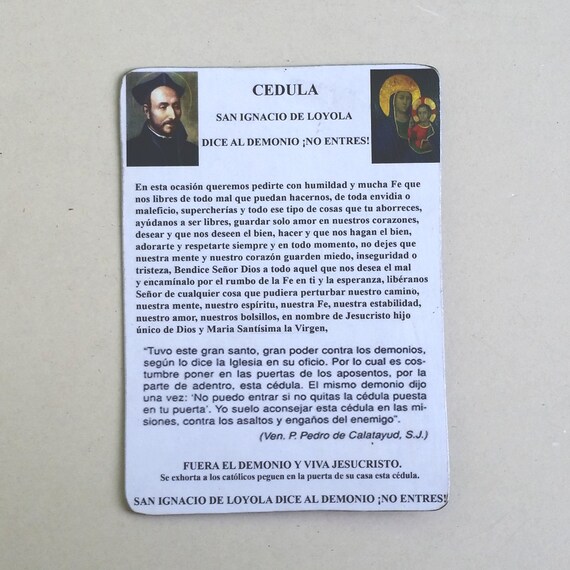 CEDULA
SAN IGNACIO DE LOYOLA
DICE AL DEMONIO ¡NO ENTRES!
En esta ocasión queremos pedirte con humildad y mucha Fe que
nos libres de todo mal que puedan hacernos, de toda envidia o
maleficio, supercherías y todo ese tipo de cosas que tu aborreces,
ayúdanos a ser libres, guardar solo amor en nuestros corazones,
desear y que nos deseen el bien, hacer y que nos hagan el bien,
adorarte y respetarte siempre y en todo momento, no dejes que
nuestra mente y nuestro corazón guarden miedo, inseguridad o
tristeza, Bendice Señor Dios a todo aquel que nos desea el mal
y encamínalo por el rumbo de la Fe en ti y la esperanza, libéranos
Señor de cualquier cosa que pudiera perturbar nuestro camino,
nuestra mente, nuestro espíritu, nuestra Fe, nuestra estabilidad,
nuestro amor, nuestros bolsillos, en nombre de Jesucristo hijo
único de Dios y Maria Santísima la Virgen,
"Tuvo este gran santo, gran poder contra los demonios,
según lo dice la Iglesia en su oficio. Por lo cual es cos-
tumbre poner en las puertas de los aposentos, por la
parte de adentro, esta cédula. El mismo demonio dijo
una vez: 'No puedo entrar si no quitas la cédula puesta
en tu puerta'. Yo suelo aconsejar esta cédula en las mi-
siones, contra los asaltos y engaños del enemigo".
(Ven. P. Pedro de Calatayud, S.J.)
FUERA EL DEMONIO Y VIVA JESUCRISTO.
Se exhorta a los católicos peguen en la puerta de su casa esta cédula.
SAN IGNACIO DE LOYOLA DICE AL DEMONIO ¡NO ENTRES!